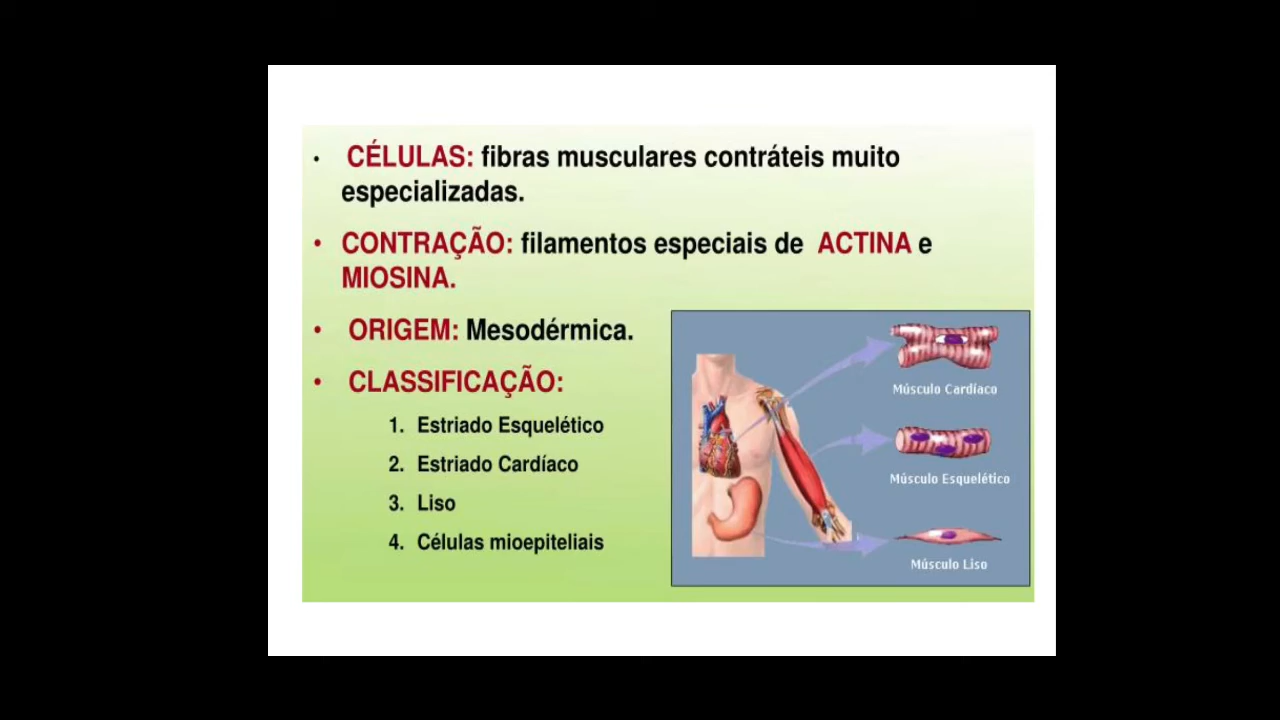 • CÉLULAS: fibras musculares contráteis muito
especializadas.
• CONTRAÇÃO: filamentos especiais de ACTINA e
MIOSINA.
• ORIGEM: Mesodérmica.
• CLASSIFICAÇÃO:
1. Estriado Esquelético
2. Estriado Cardíaco
3. Liso
4. Células mioepiteliais
Músculo Cardíaco
Músculo Esquelético
Músculo Liso